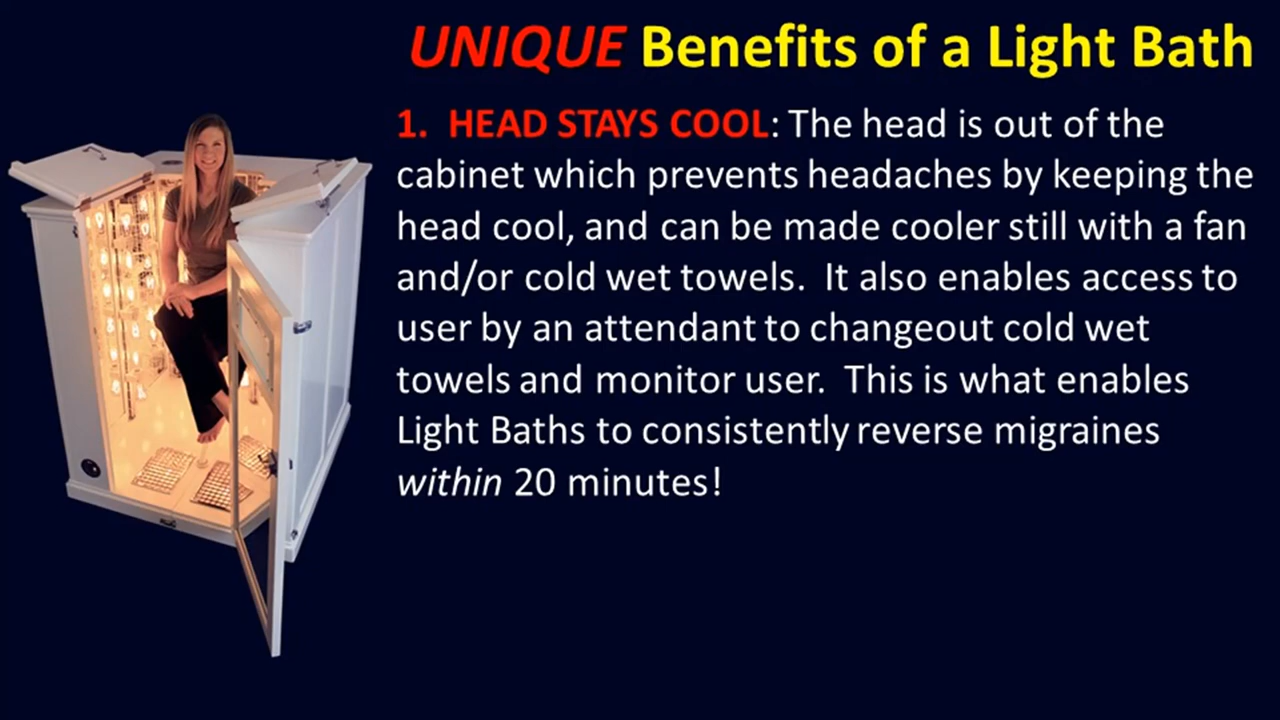 UNIQUE Benefits of a Light Bath
1. HEAD STAYS COOL: The head is out of the
cabinet which prevents headaches by keeping the
head cool, and can be made cooler still with a fan
and/or cold wet towels. It also enables access to
user by an attendant to changeout cold wet
towels and monitor user. This is what enables
Light Baths to consistently reverse migraines
within 20 minutes!